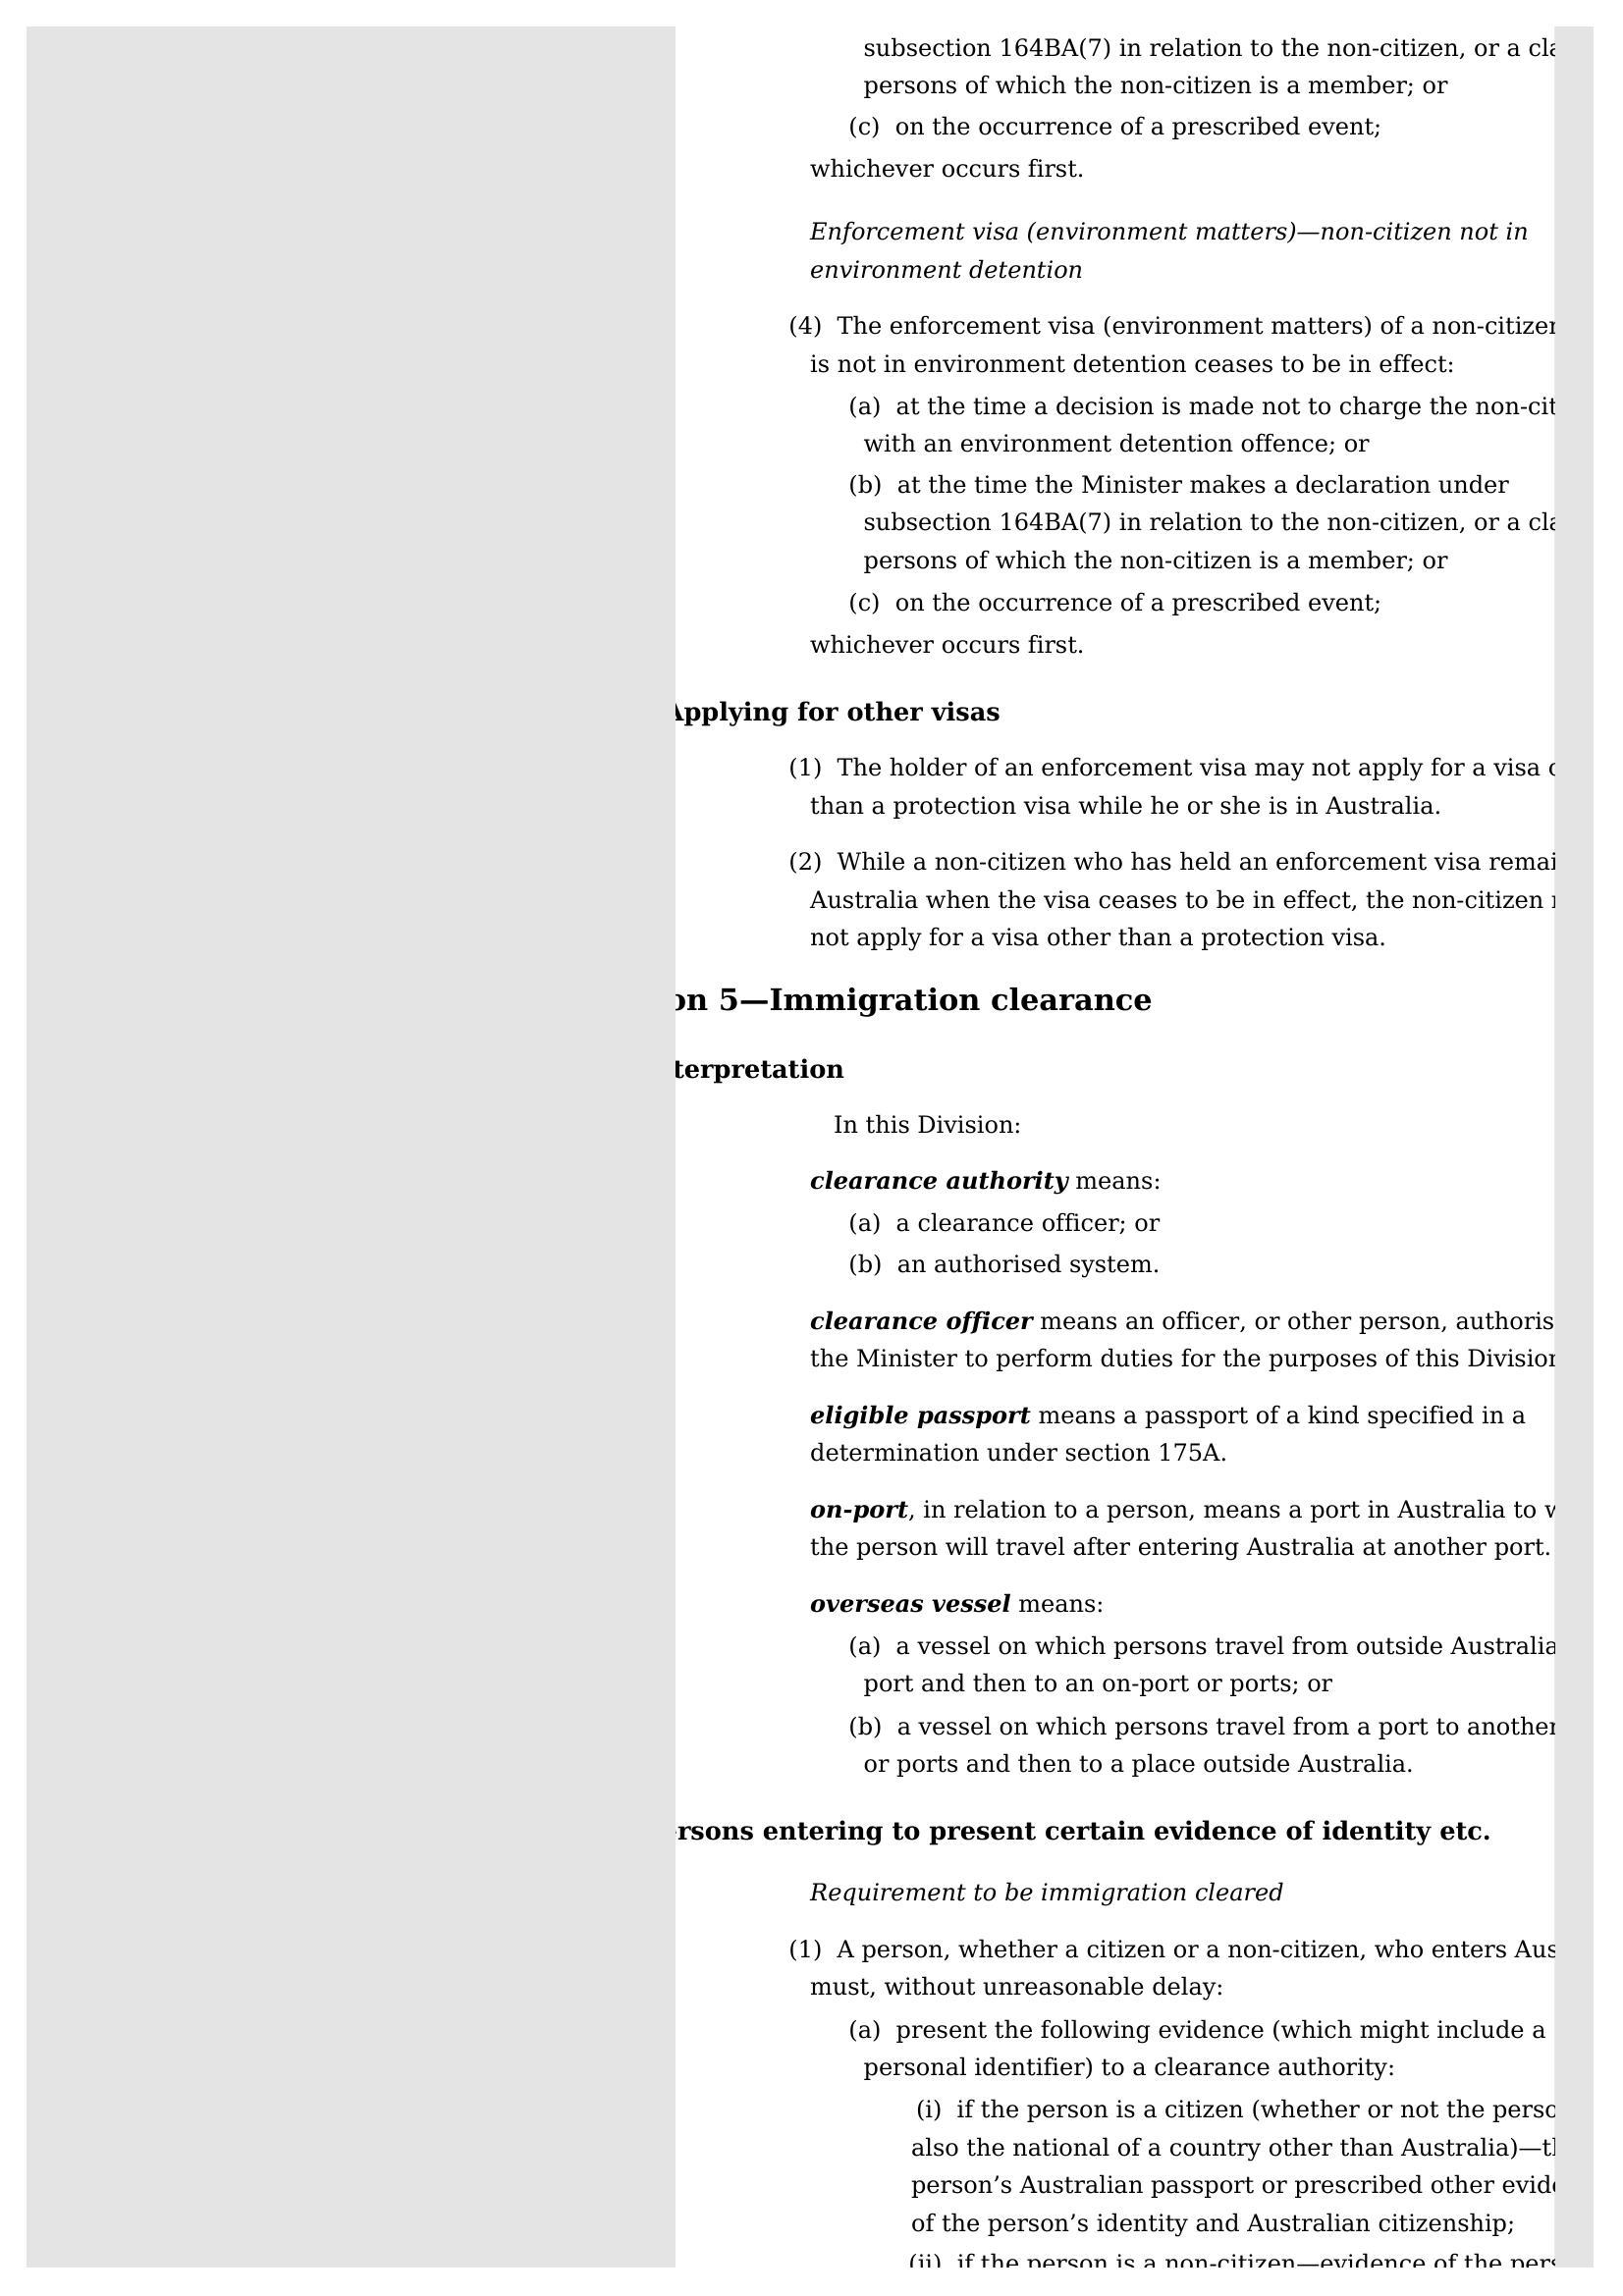 subsection 164BA(7) in relation to the non-citizen, or a
persons of which the non-citizen is a member; or
(c) on the occurrence of a prescribed event;
whichever occurs first.
Enforcement visa (environment matters)—non-citizen not in
environment detention
(4) The enforcement visa (environment matters) of a non-citizen
is not in environment detention ceases to be in effect:
(a) at the time a decision is made not to charge the
with an environment detention offence; or
(b) at the time the Minister makes a declaration under
subsection 164BA(7) in relation to the non-citizen, or a
persons of which the non-citizen is a member; or
(c) on the occurrence of a prescribed event;
whichever occurs first.
Applying for other visas
(1) The holder of an enforcement visa may not apply for a visa
than a protection visa while he or she is in Australia.
(2) While a non-citizen who has held an enforcement visa
Australia when the visa ceases to be in effect, the non-citizen
not apply for a visa other than a protection visa.
5—Immigration clearance
In this Division:
clearance authority means:
(a) a clearance officer; or
(b) an authorised system.
clearance officer means an officer, or other person,
the Minister to perform duties for the purposes of this Division
eligible passport means a passport of a kind specified in a
determination under section 175A.
on-port, in relation to a person, means a port in Australia to
the person will travel after entering Australia at another port.
overseas vessel means:
(a) a vessel on which persons travel from outside Australia
port and then to an on-port or ports; or
(b) a vessel on which persons travel from a port to another
or ports and then to a place outside Australia.
entering to present certain evidence of identity etc.
Requirement to be immigration cleared
(1) A person, whether a citizen or a non-citizen, who enters
must, without unreasonable delay:
(a) present the following evidence (which might include a
personal identifier) to a clearance authority:
(i) if the person is a citizen (whether or not the
also the national of a country other than Australia)—
person’s Australian passport or prescribed other
of the person’s identity and Australian citizenship;
(ii) if the person is a non-citizen—evidence of the